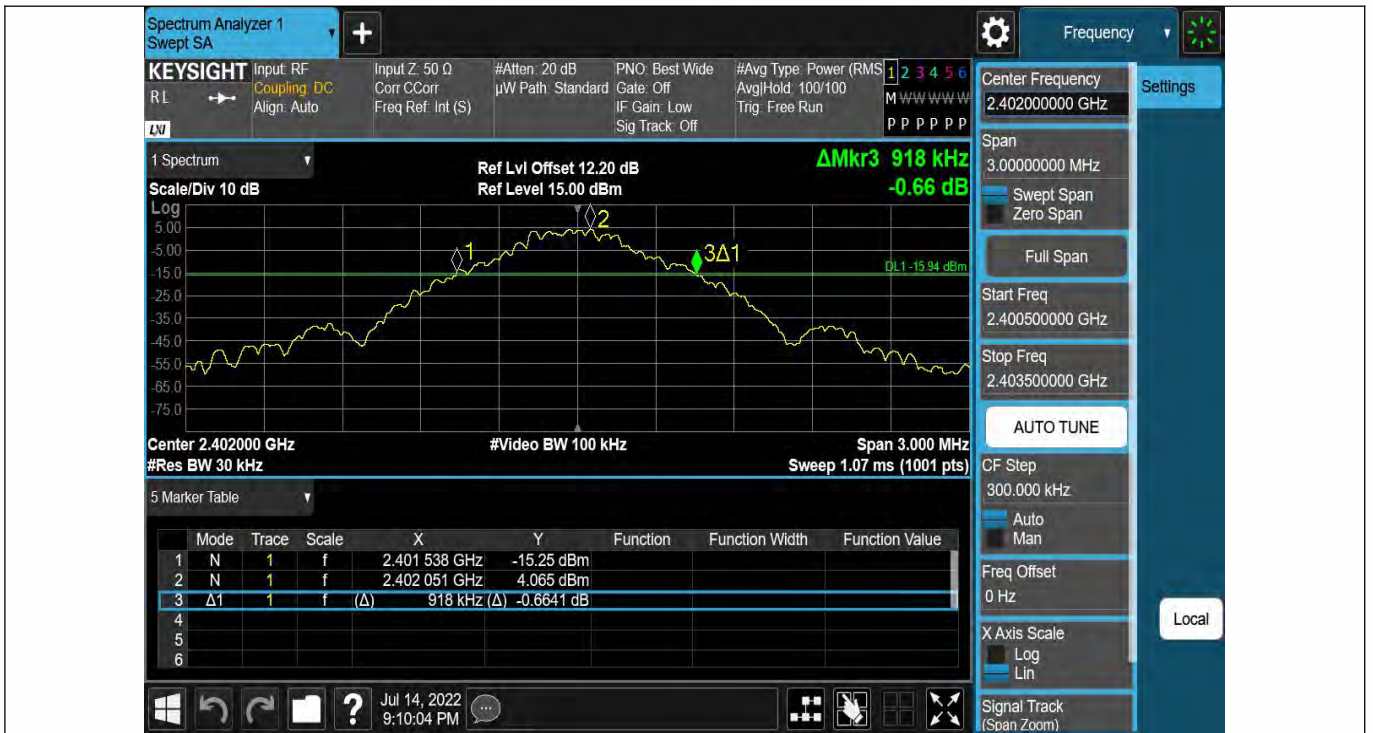 Spectrum Analyzer 1
Swept SA
Frequency
KEYSIGHT
RL
LXI
Input: RF
Coupling: DC
Align: Auto
Input Z: 50 Ω
Corr CCorr
Freq Ref: Int (S)
#Atten: 20 dB
µW Path: Standard
PNO: Best Wide
Gate: Off
IF Gain: Low
Sig Track: Off
#Avg Type: Power (RMS
Avg|Hold: 100/100
Trig: Free Run
1 2 3 4 5 6
M W W W W W
P P P P P P
1 Spectrum
Scale/Div 10 dB
Ref Lvl Offset 12.20 dB
Ref Level 15.00 dBm
ΔMkr3 918 kHz
-0.66 dB
Log
5.00
-5.00
-15.0
-25.0
-35.0
-45.0
-55.0
-65.0
-75.0
1
2
3Δ1
DL1 -15.94 dBm
Center 2.402000 GHz
#Video BW 100 kHz
Span 3.000 MHz
#Res BW 30 kHz
Sweep 1.07 ms (1001 pts)
5 Marker Table
Mode Trace Scale X Y Function Function Width Function Value
1 N 1 f 2.401 538 GHz -15.25 dBm
2 N 1 f 2.402 051 GHz 4.065 dBm
3 Δ1 1 f (Δ) 918 kHz (Δ) -0.6641 dB
4
5
6
?
Jul 14, 2022
9:10:04 PM
Center Frequency
2.402000000 GHz
Settings
Span
3.00000000 MHz
Swept Span
Zero Span
Full Span
Start Freq
2.400500000 GHz
Stop Freq
2.403500000 GHz
AUTO TUNE
CF Step
300.000 kHz
Auto
Man
Freq Offset
0 Hz
X Axis Scale
Log
Lin
Local
Signal Track
(Span Zoom)